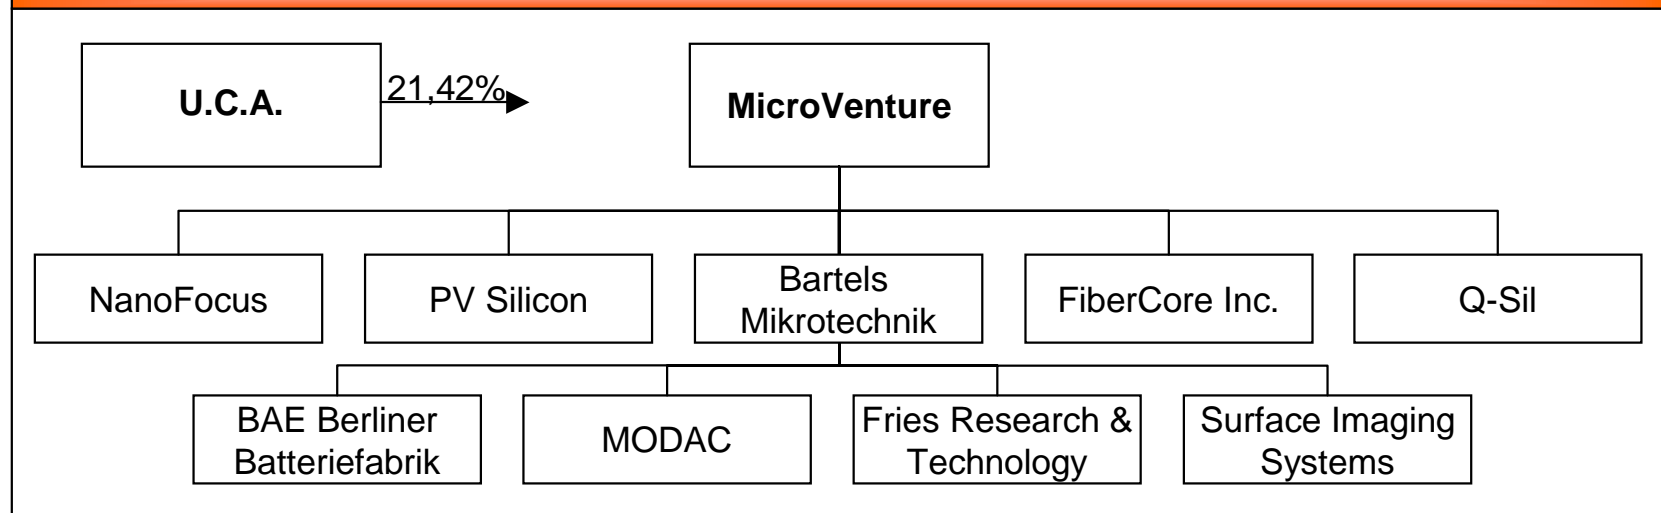 U.C.A.
21,42%
MicroVenture
NanoFocus
PV Silicon
Bartels
Mikrotechnik
FiberCore Inc.
Q-Sil
BAE Berliner
Batteriefabrik
MODAC
Fries Research &
Technology
Surface Imaging
Systems